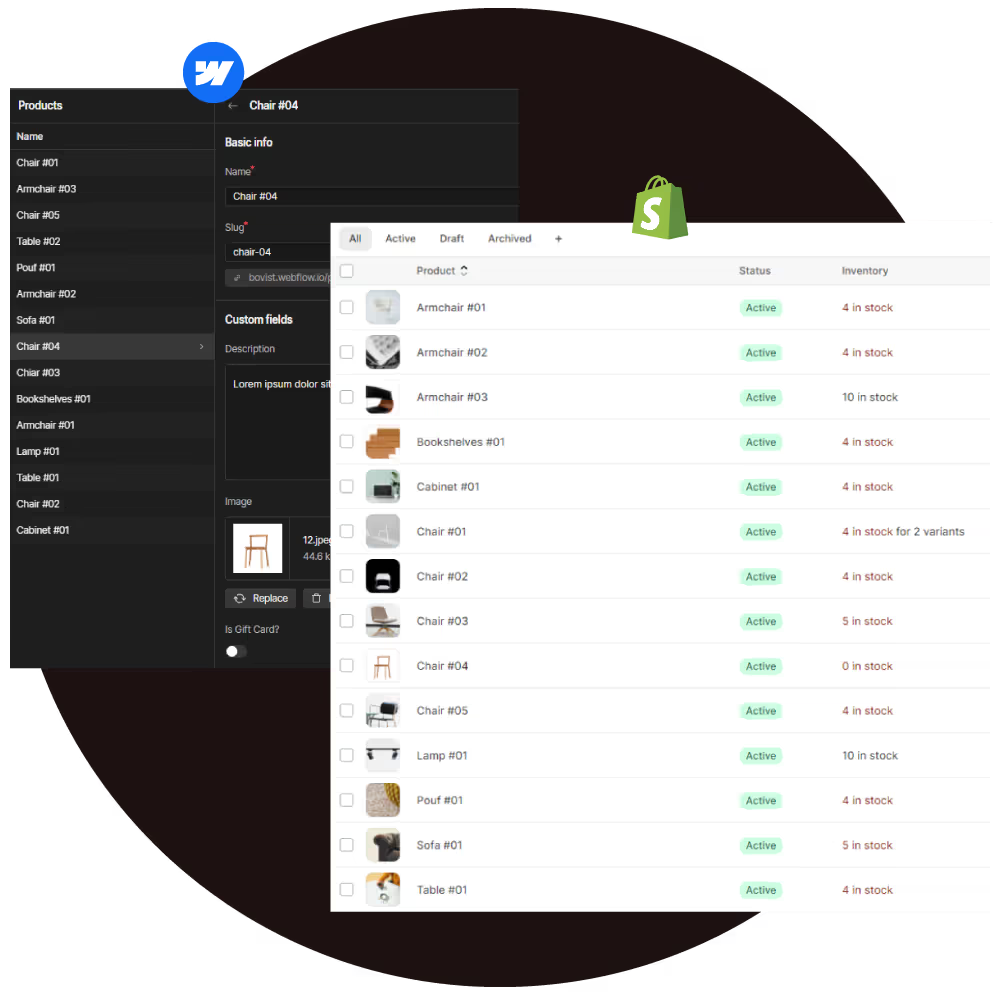 Products
Name
Chair #01
Armchair #03
Chair #05
Table #02
Pouf #01
Armchair #02
Sofa #01
Chair #04
Chiar #03
Bookshelves #01
Armchair #01
Lamp #01
Table #01
Chair #02
Cabinet #01
← Chair #04
Basic info
Name*
Chair #04
Slug*
chair-04
bovist.webflow.io/p
Custom fields
Description
Lorem ipsum dolor sit
Image
12.jpeg
44.6 k
Replace
Is Gift Card?
All Active Draft Archived +
Product Status Inventory
Armchair #01 Active 4 in stock
Armchair #02 Active 4 in stock
Armchair #03 Active 10 in stock
Bookshelves #01 Active 4 in stock
Cabinet #01 Active 4 in stock
Chair #01 Active 4 in stock for 2 variants
Chair #02 Active 4 in stock
Chair #03 Active 5 in stock
Chair #04 Active 0 in stock
Chair #05 Active 4 in stock
Lamp #01 Active 10 in stock
Pouf #01 Active 4 in stock
Sofa #01 Active 5 in stock
Table #01 Active 4 in stock